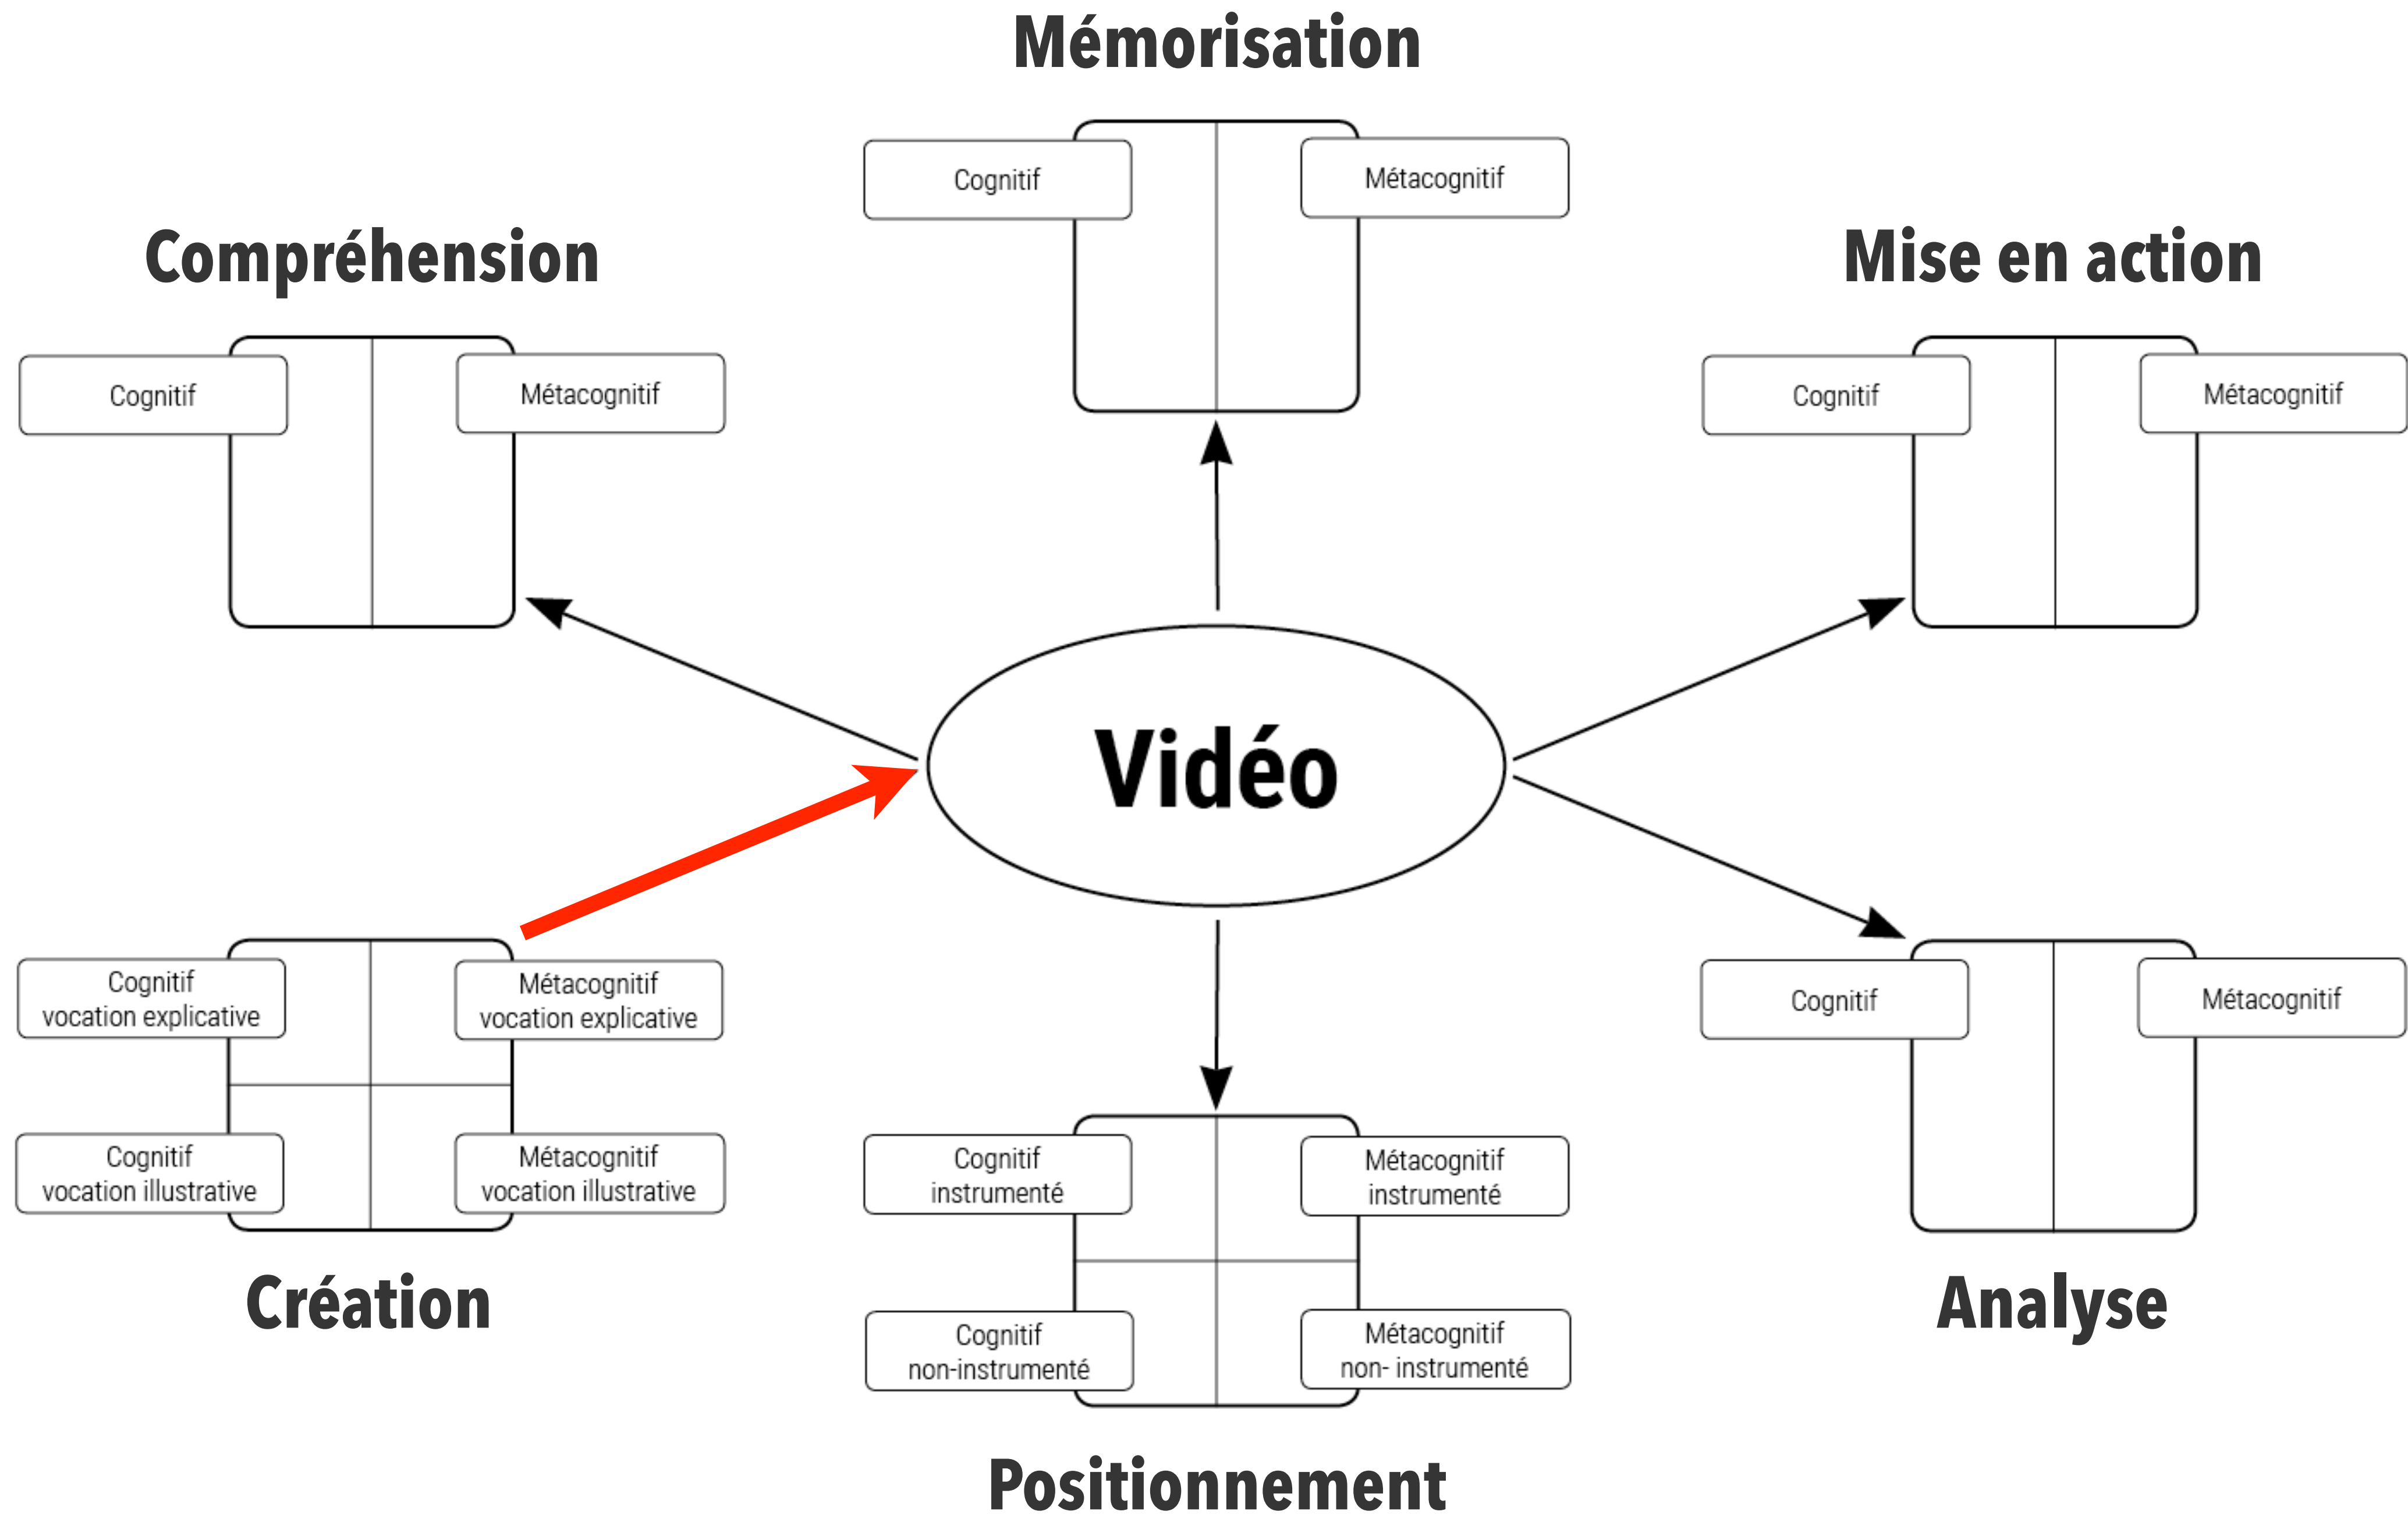 Mémorisation
Cognitif
Métacognitif
Compréhension
Cognitif
Métacognitif
Mise en action
Cognitif
Métacognitif
Vidéo
Cognitif
vocation explicative
Métacognitif
vocation explicative
Cognitif
vocation illustrative
Métacognitif
vocation illustrative
Création
Cognitif
instrumenté
Métacognitif
instrumenté
Cognitif
non-instrumenté
Métacognitif
non- instrumenté
Positionnement
Cognitif
Métacognitif
Analyse